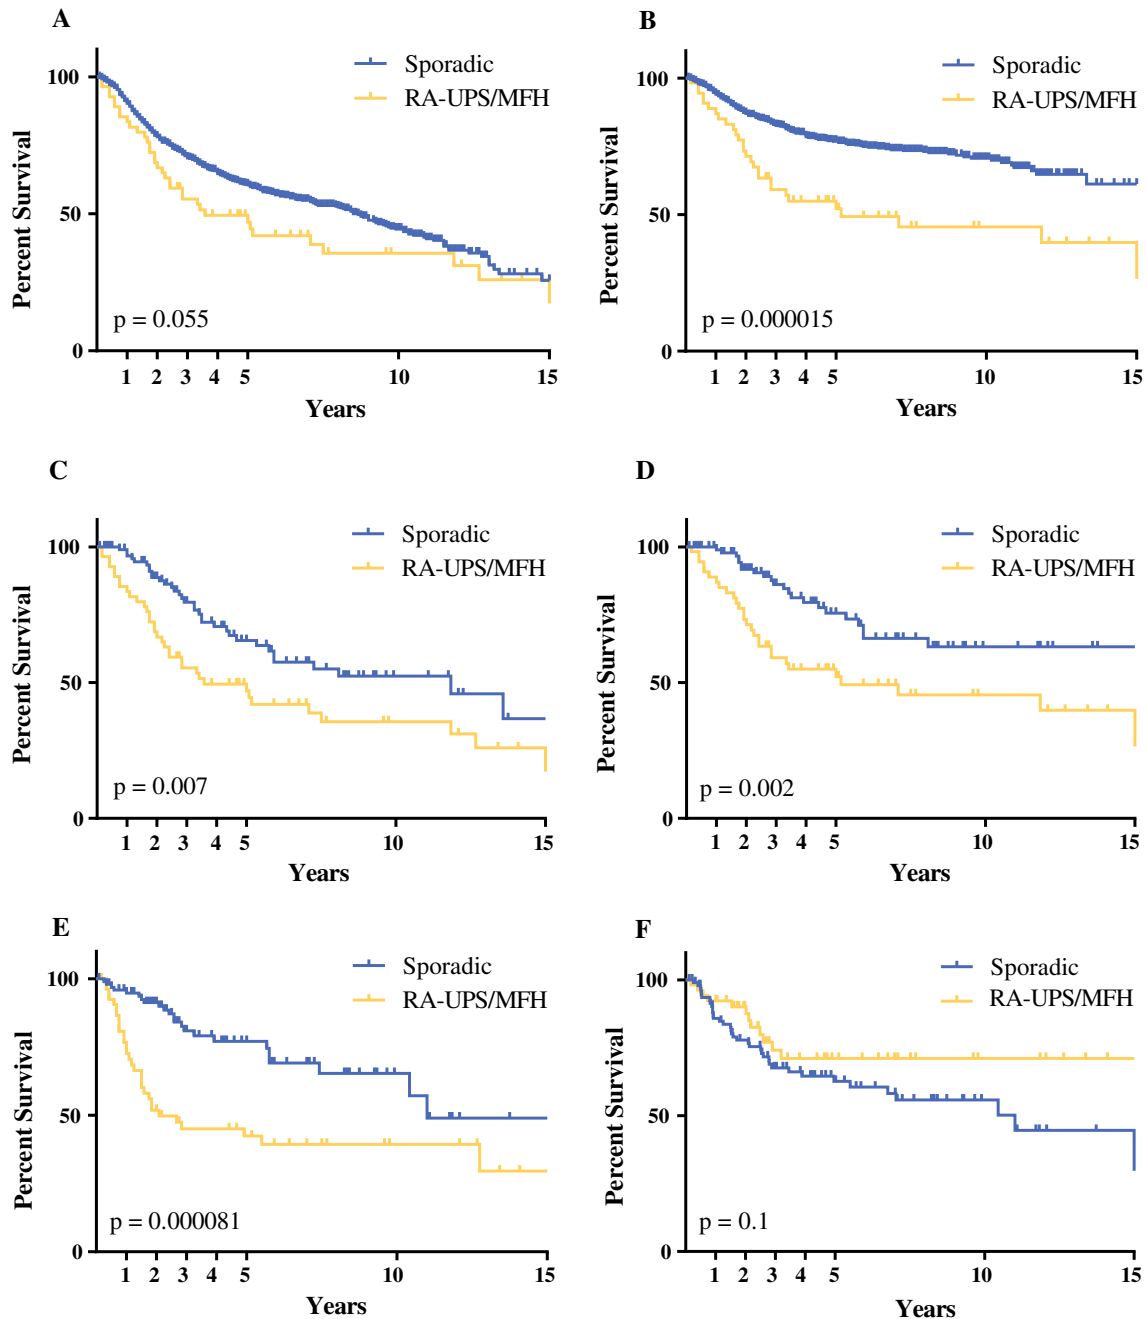 A
Sporadic
RA-UPS/MFH
100
50
0
Percent Survival
p = 0.055
1 2 3 4 5 10 15
Years
B
Sporadic
RA-UPS/MFH
100
50
0
Percent Survival
p = 0.000015
1 2 3 4 5 10 15
Years
C
Sporadic
RA-UPS/MFH
100
50
0
Percent Survival
p = 0.007
1 2 3 4 5 10 15
Years
D
Sporadic
RA-UPS/MFH
100
50
0
Percent Survival
p = 0.002
1 2 3 4 5 10 15
Years
E
Sporadic
RA-UPS/MFH
100
50
0
Percent Survival
p = 0.000081
1 2 3 4 5 10 15
Years
F
Sporadic
RA-UPS/MFH
100
50
0
Percent Survival
p = 0.1
1 2 3 4 5 10 15
Years